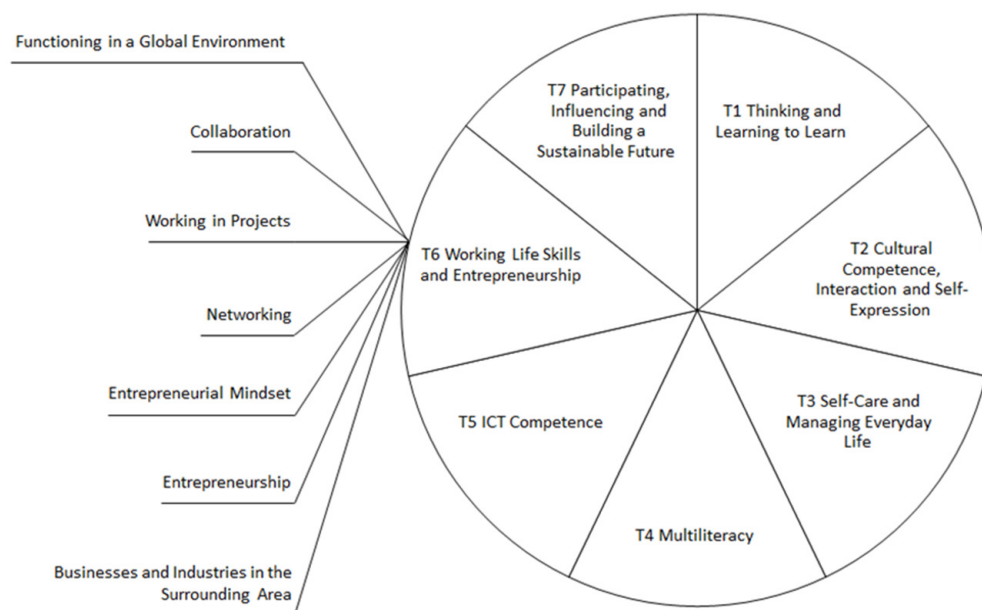 Functioning in a Global Environment
Collaboration
Working in Projects
Networking
Entrepreneurial Mindset
Entrepreneurship
Businesses and Industries in the
Surrounding Area
T7 Participating,
Influencing and
Building a
Sustainable Future
T1 Thinking and
Learning to Learn
T6 Working Life Skills
and Entrepreneurship
T2 Cultural
Competence,
Interaction and Self-
Expression
T5 ICT Competence
T3 Self-Care and
Managing Everyday
Life
T4 Multiliteracy